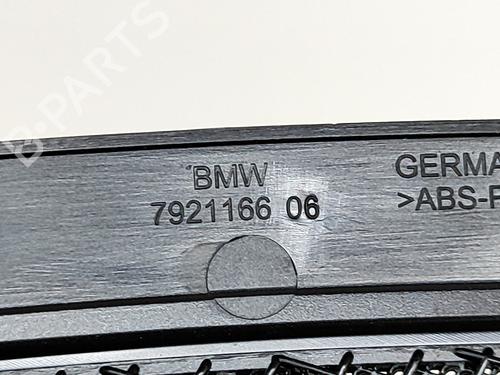 B-PARTS
BMW
7921166 06
GERMA
>ABS-P